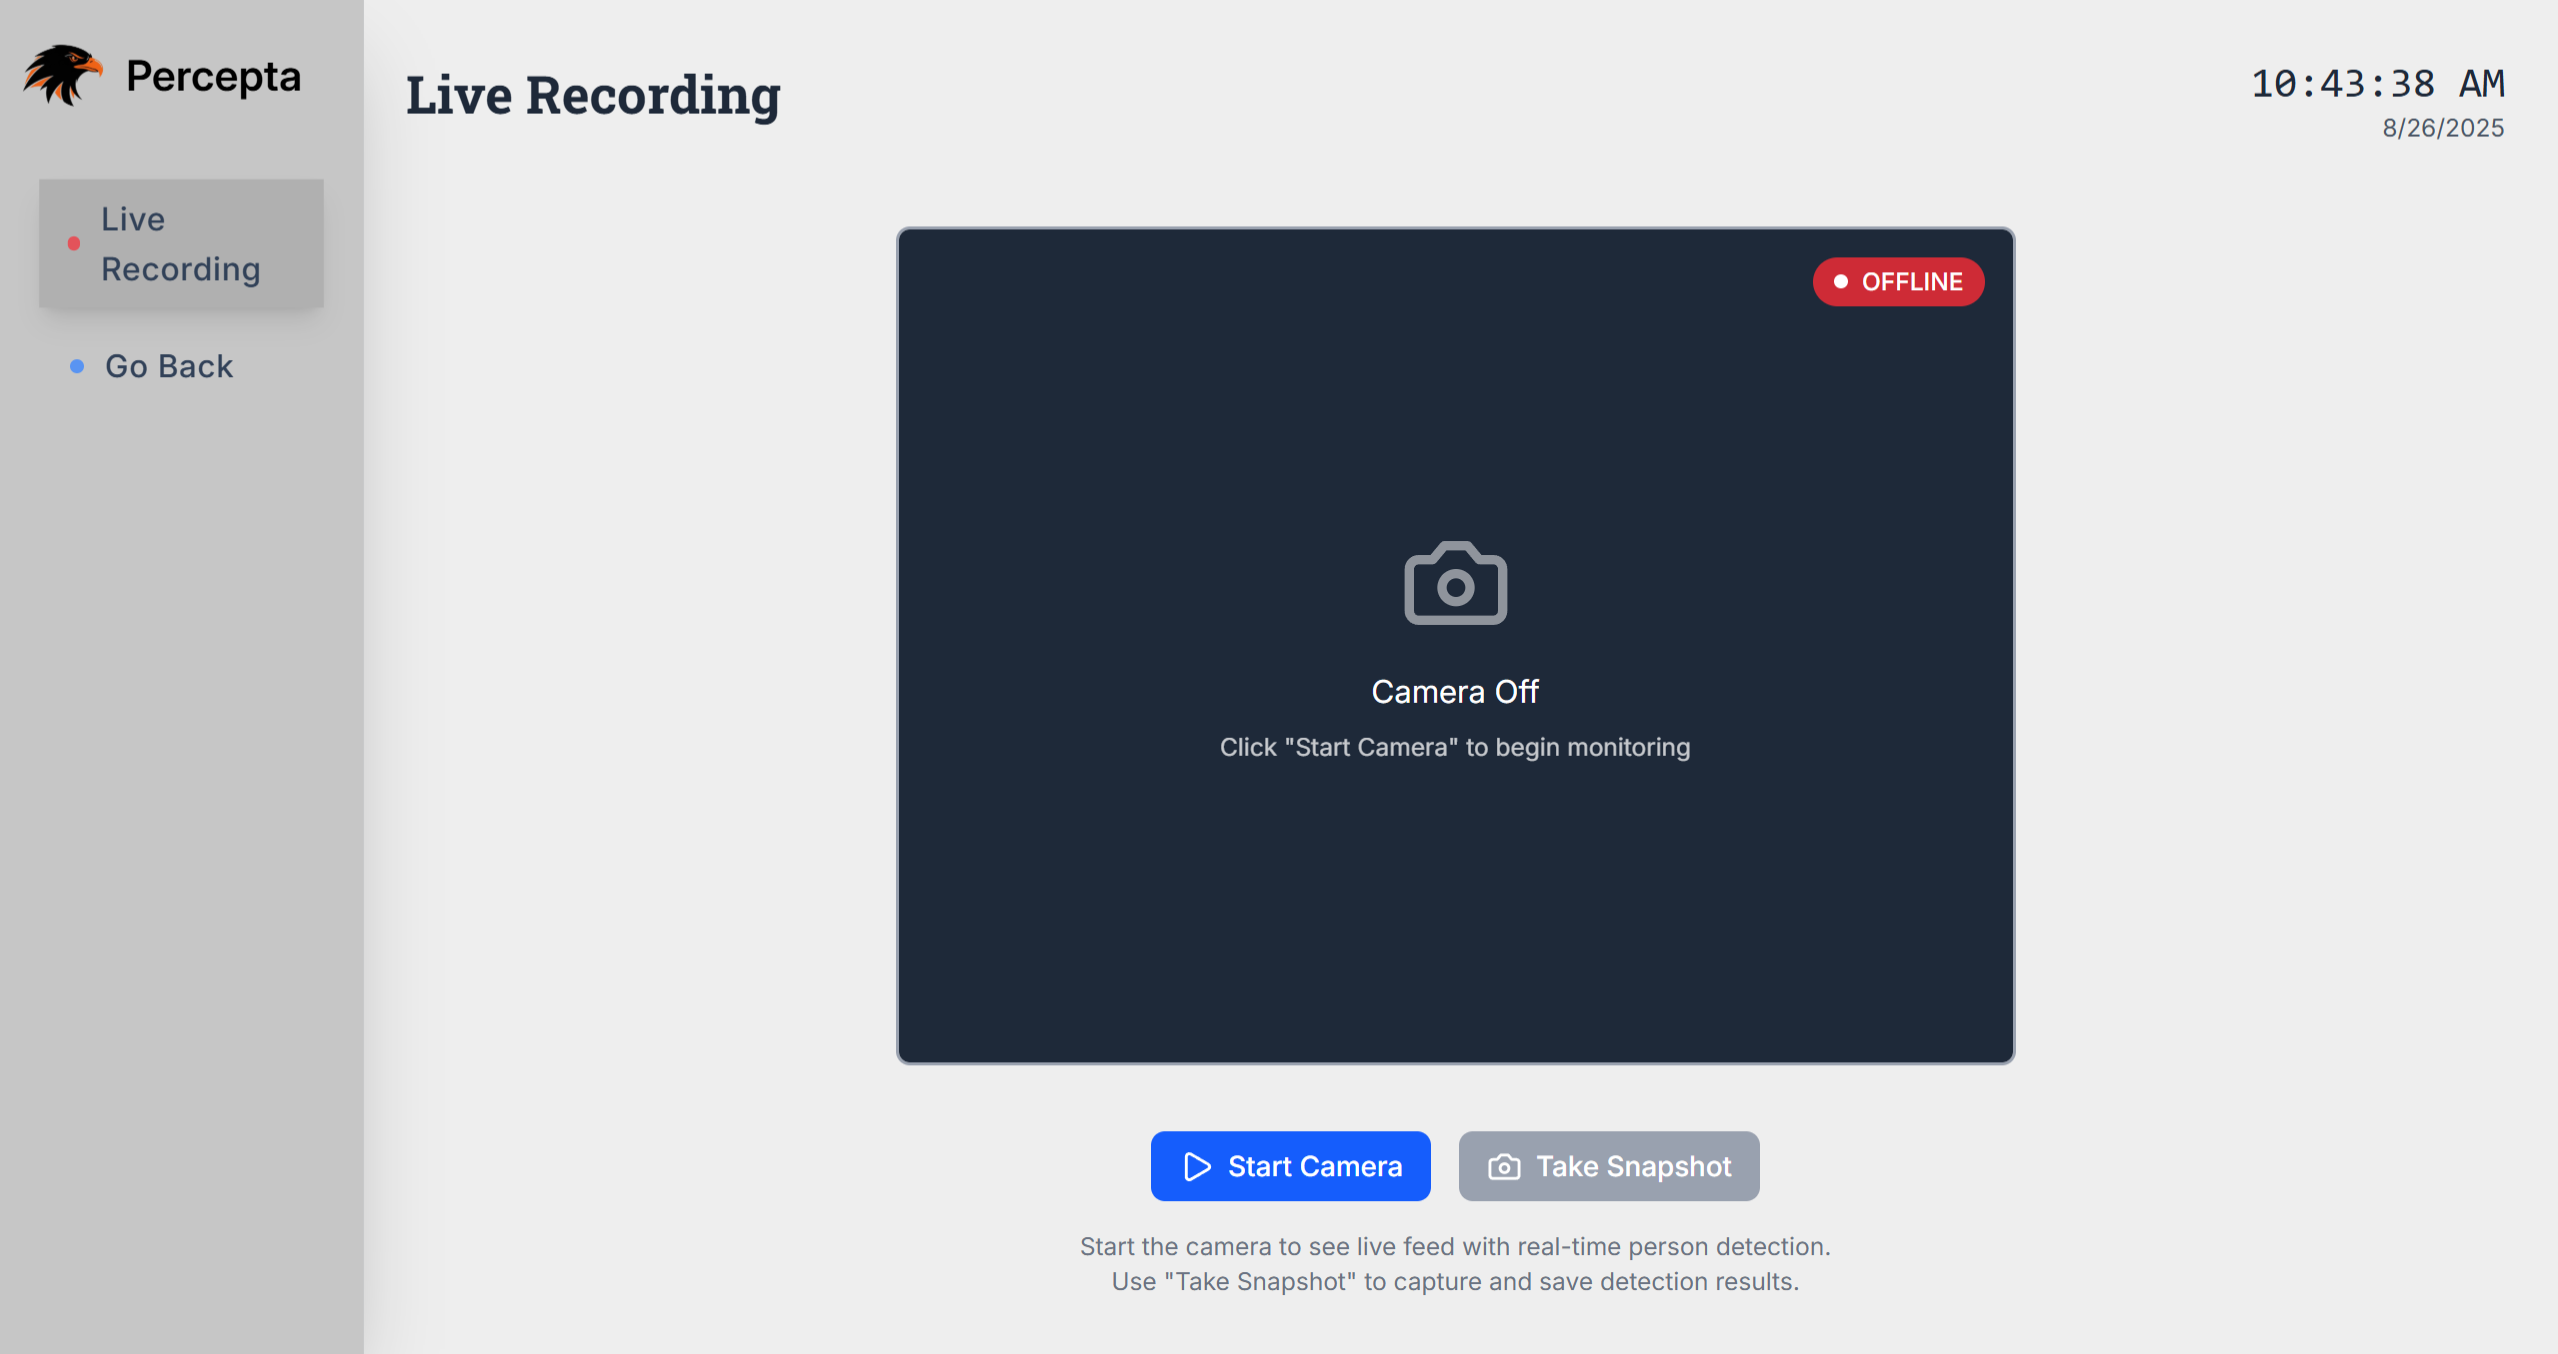 Percepta
Live
Recording
Go Back
Live Recording
10:43:38 AM
8/26/2025
OFFLINE
Camera Off
Click "Start Camera" to begin monitoring
Start Camera
Take Snapshot
Start the camera to see live feed with real-time person detection.
Use "Take Snapshot" to capture and save detection results.